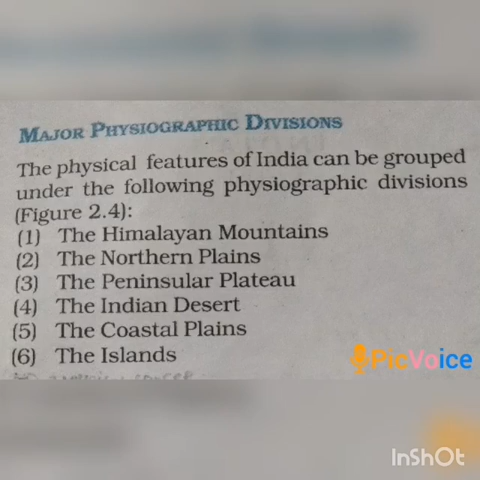 MAJOR PHYSIOGRAPHIC DIVISIONS
The physical features of India can be grouped
under the following physiographic divisions
(Figure 2.4):
(1) The Himalayan Mountains
(2) The Northern Plains
(3) The Peninsular Plateau
(4) The Indian Desert
(5) The Coastal Plains
(6) The Islands
PicVoice
InShOt